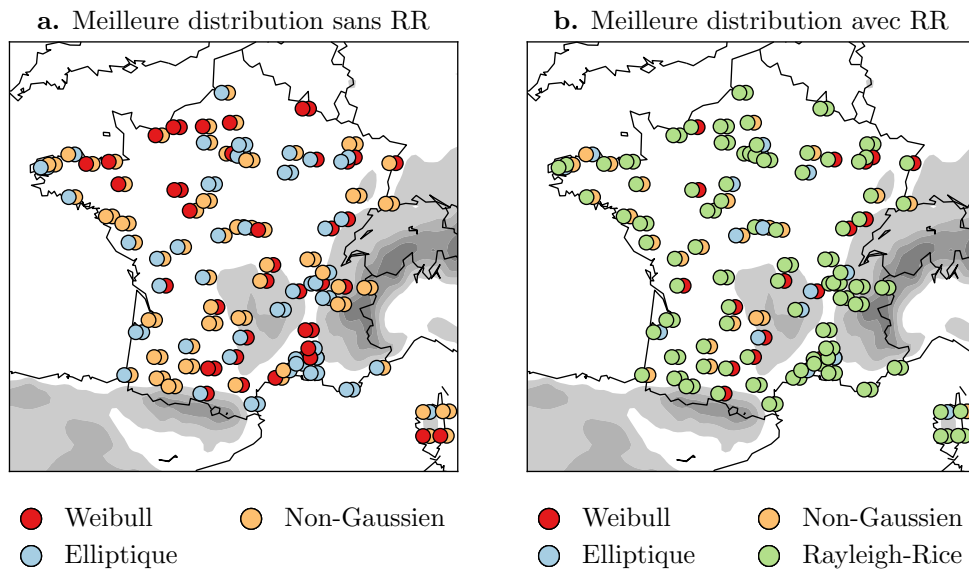 a. Meilleure distribution sans RR
b. Meilleure distribution avec RR
Weibull
Non-Gaussien
Elliptique
Weibull
Non-Gaussien
Elliptique
Rayleigh-Rice